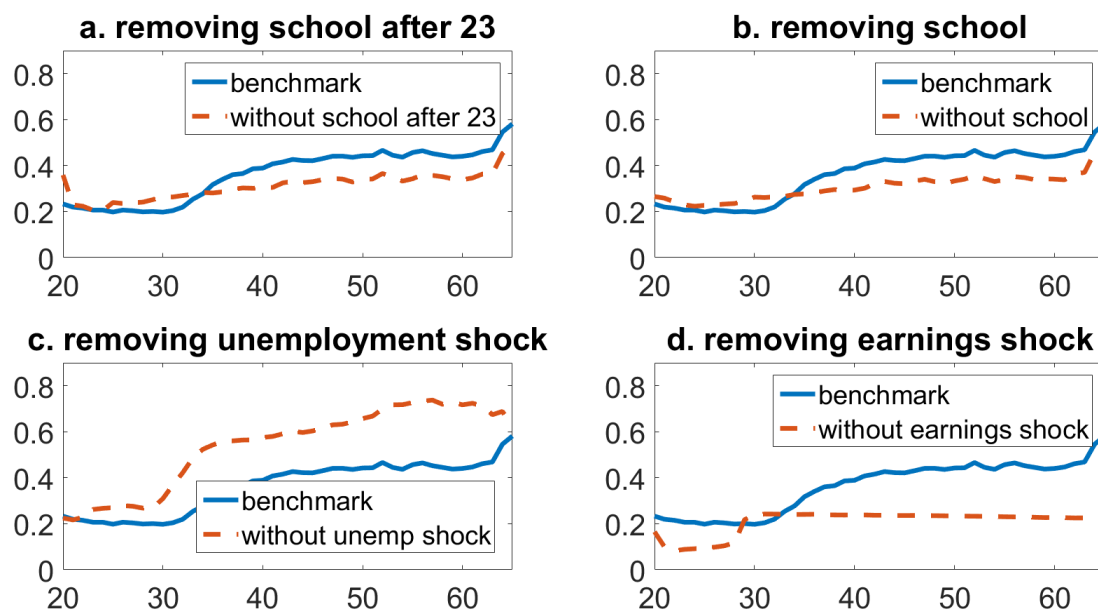 a. removing school after 23
0.8
0.6
0.4
0.2
0
benchmark
without school after 23
20 30 40 50 60
b. removing school
0.8
0.6
0.4
0.2
0
benchmark
without school
20 30 40 50 60
c. removing unemployment shock
0.8
0.6
0.4
0.2
0
benchmark
without unemp shock
20 30 40 50 60
d. removing earnings shock
0.8
0.6
0.4
0.2
0
benchmark
without earnings shock
20 30 40 50 60